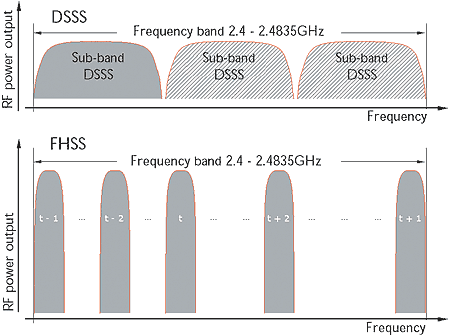 DSSS
Frequency band 2.4 - 2.4835GHz
RF power output
Sub-band
DSSS
Sub-band
DSSS
Sub-band
DSSS
Frequency
FHSS
Frequency band 2.4 - 2.4835GHz
RF power output
t - 1 ... t - 2 ... t ... ... t + 2 ... ... ... t + 1
Frequency